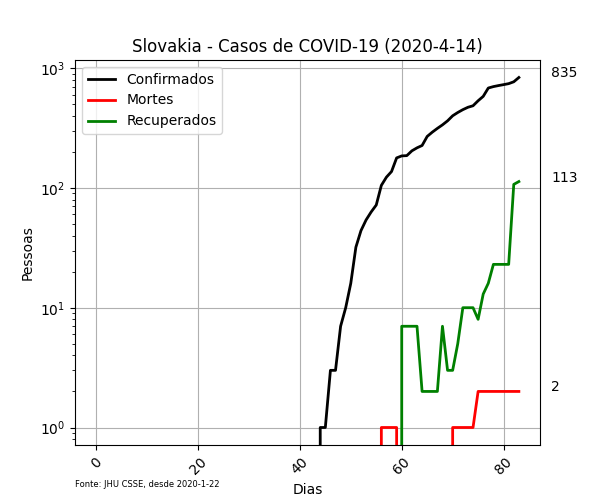 Slovakia - Casos de COVID-19 (2020-4-14)
10³
10²
10¹
10⁰
Pessoas
Confirmados
Mortes
Recuperados
835
113
2
0
20
40
60
80
Dias
Fonte: JHU CSSE, desde 2020-1-22